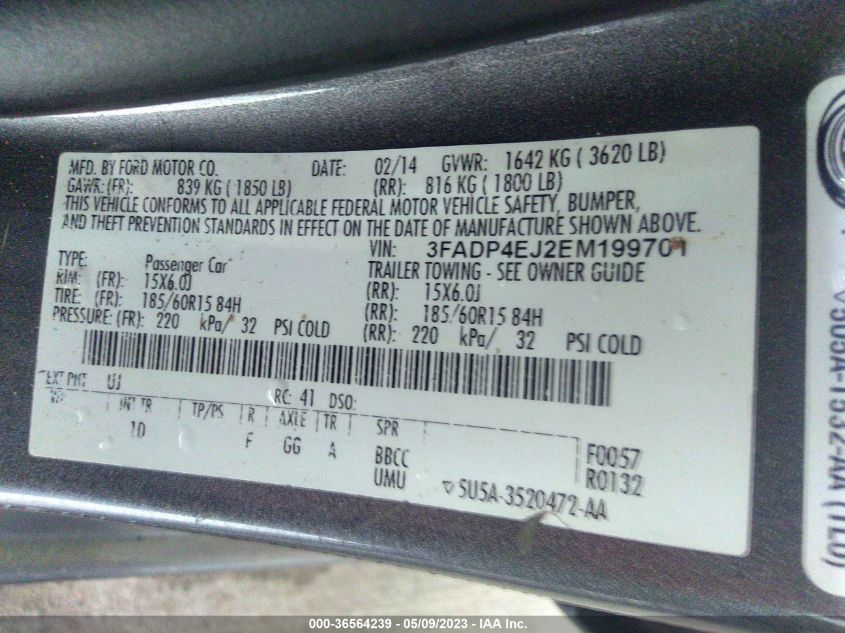 MFD. BY FORD MOTOR CO. DATE: 02/14 GVWR: 1642 KG ( 3620 LB)
GAWR:(FR): 839 KG ( 1850 LB) (RR): 816 KG ( 1800 LB)
THIS VEHICLE CONFORMS TO ALL APPLICABLE FEDERAL MOTOR VEHICLE SAFETY, BUMPER,
AND THEFT PREVENTION STANDARDS IN EFFECT ON THE DATE OF MANUFACTURE SHOWN ABOVE.
VIN: 3FADP4EJ2EM199701
TYPE: Passenger Car TRAILER TOWING - SEE OWNER GUIDE
RIM: (FR): 15X6.0J (RR): 15X6.0J
TIRE: (FR): 185/60R15 84H (RR): 185/60R15 84H
PRESSURE: (FR): 220 kPa/ 32 PSI COLD (RR): 220 kPa/ 32 PSI COLD
EXT PNT UJ RC: 41 DSO:
INT TR TP/PS R AXLE TR SPR
1D F GG A BBCC F0057
UMU R0132
▽5U5A-3520472-AA
000-36564239 - 05/09/2023 - IAA Inc.